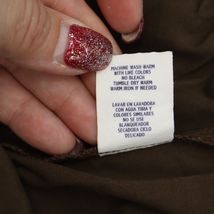 MACHINE WASH WARM
WITH LIKE COLORS
NO BLEACH
TUMBLE DRY WARM
WARM IRON IF NEEDED
LAVAR EN LAVADORA
CON AGUA TIBIA Y
COLORES SIMILARES
NO SE USE
BLANQUEADOR
SECADORA CICLO
DELICADO